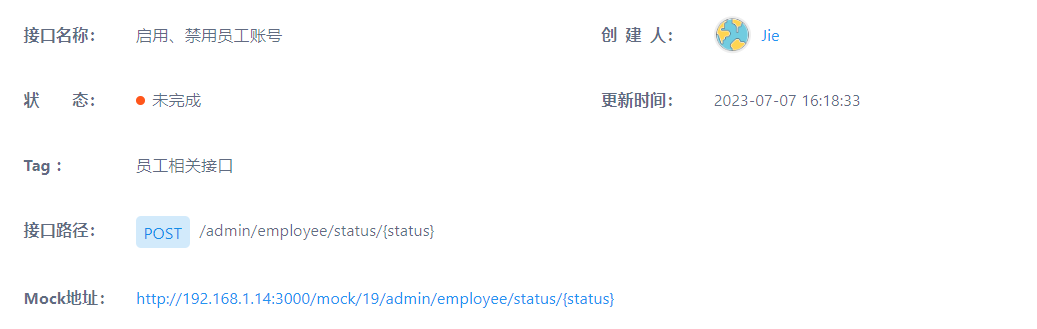 接口名称： 启用、禁用员工账号 创 建 人： Jie
状 态： 未完成 更新时间： 2023-07-07 16:18:33
Tag： 员工相关接口
接口路径： POST /admin/employee/status/{status}
Mock地址： http://192.168.1.14:3000/mock/19/admin/employee/status/{status}